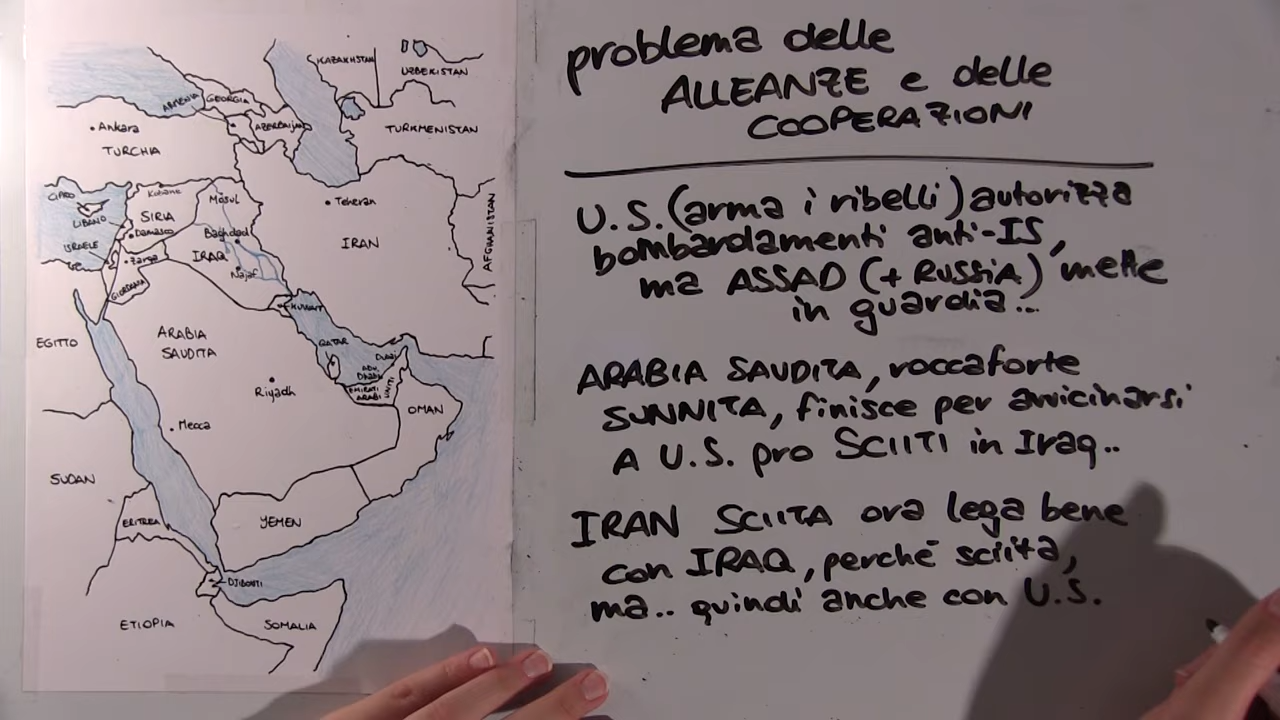 KAZAKHSTAN
UZBEKISTAN
ARMENIA
GEORGIA
AZERBAIJAN
TURKMENISTAN
Ankara
TURCHIA
CIPRO
Kobane
Mosul
Teheran
AFGHANISTAN
LIBANO
SIRIA
Damasco
Baghdad
IRAN
ISRAELE
Zarqa
IRAQ
Najaf
GIORDANIA
KUWAIT
EGITTO
ARABIA
SAUDITA
QATAR
DUBAI
ABU
DHABI
EMIRATI
ARABI
UNITI
Riyadh
OMAN
Mecca
SUDAN
ERITREA
YEMEN
DJIBOUTI
ETIOPIA
SOMALIA
problema delle
ALLEANZE e delle
COOPERAZIONI
U.S. (arma i ribelli) autorizza
bombardamenti anti-IS,
ma ASSAD (+ RUSSIA) mette
in guardia...
ARABIA SAUDITA, roccaforte
SUNNITA, finisce per avvicinarsi
A U.S. pro SCIITI in Iraq..
IRAN SCIITA ora lega bene
con IRAQ, perché sciita,
ma.. quindi anche con U.S.